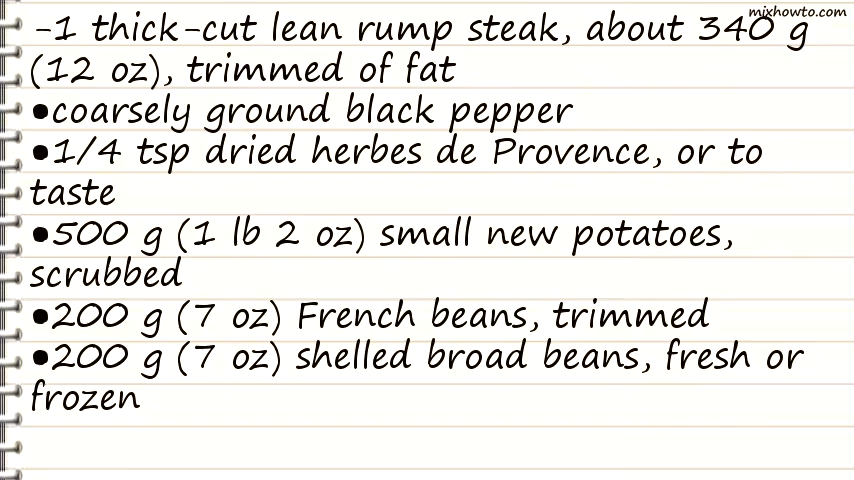 mixhowto.com
-1 thick-cut lean rump steak, about 340 g
(12 oz), trimmed of fat
•coarsely ground black pepper
•1/4 tsp dried herbes de Provence, or to
taste
•500 g (1 lb 2 oz) small new potatoes,
scrubbed
•200 g (7 oz) French beans, trimmed
•200 g (7 oz) shelled broad beans, fresh or
frozen